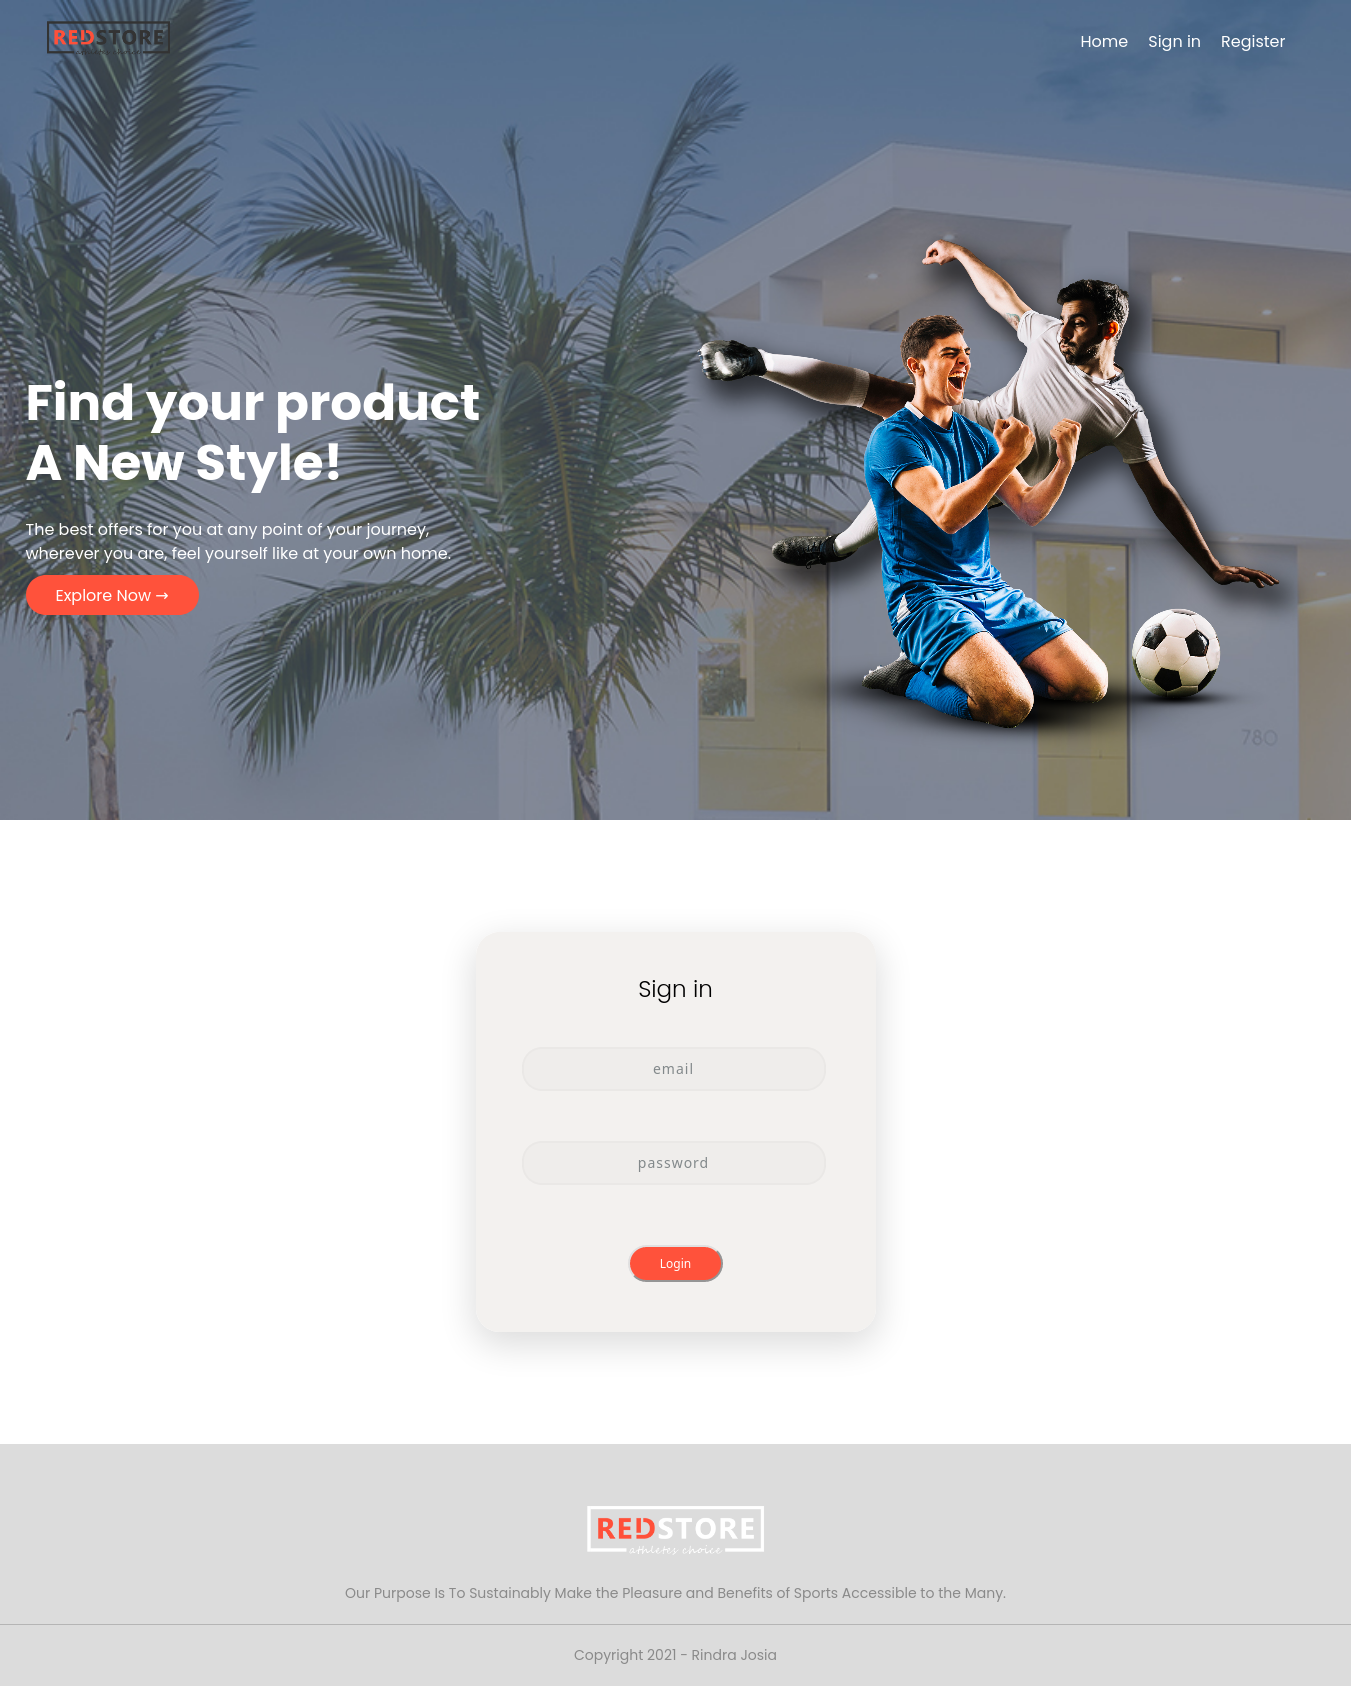 REDSTORE
Home Sign in Register
Find your product
A New Style!
The best offers for you at any point of your journey,
wherever you are, feel yourself like at your own home.
Explore Now →
780
Sign in
email
password
Login
REDSTORE
athletes choice
Our Purpose Is To Sustainably Make the Pleasure and Benefits of Sports Accessible to the Many.
Copyright 2021 - Rindra Josia